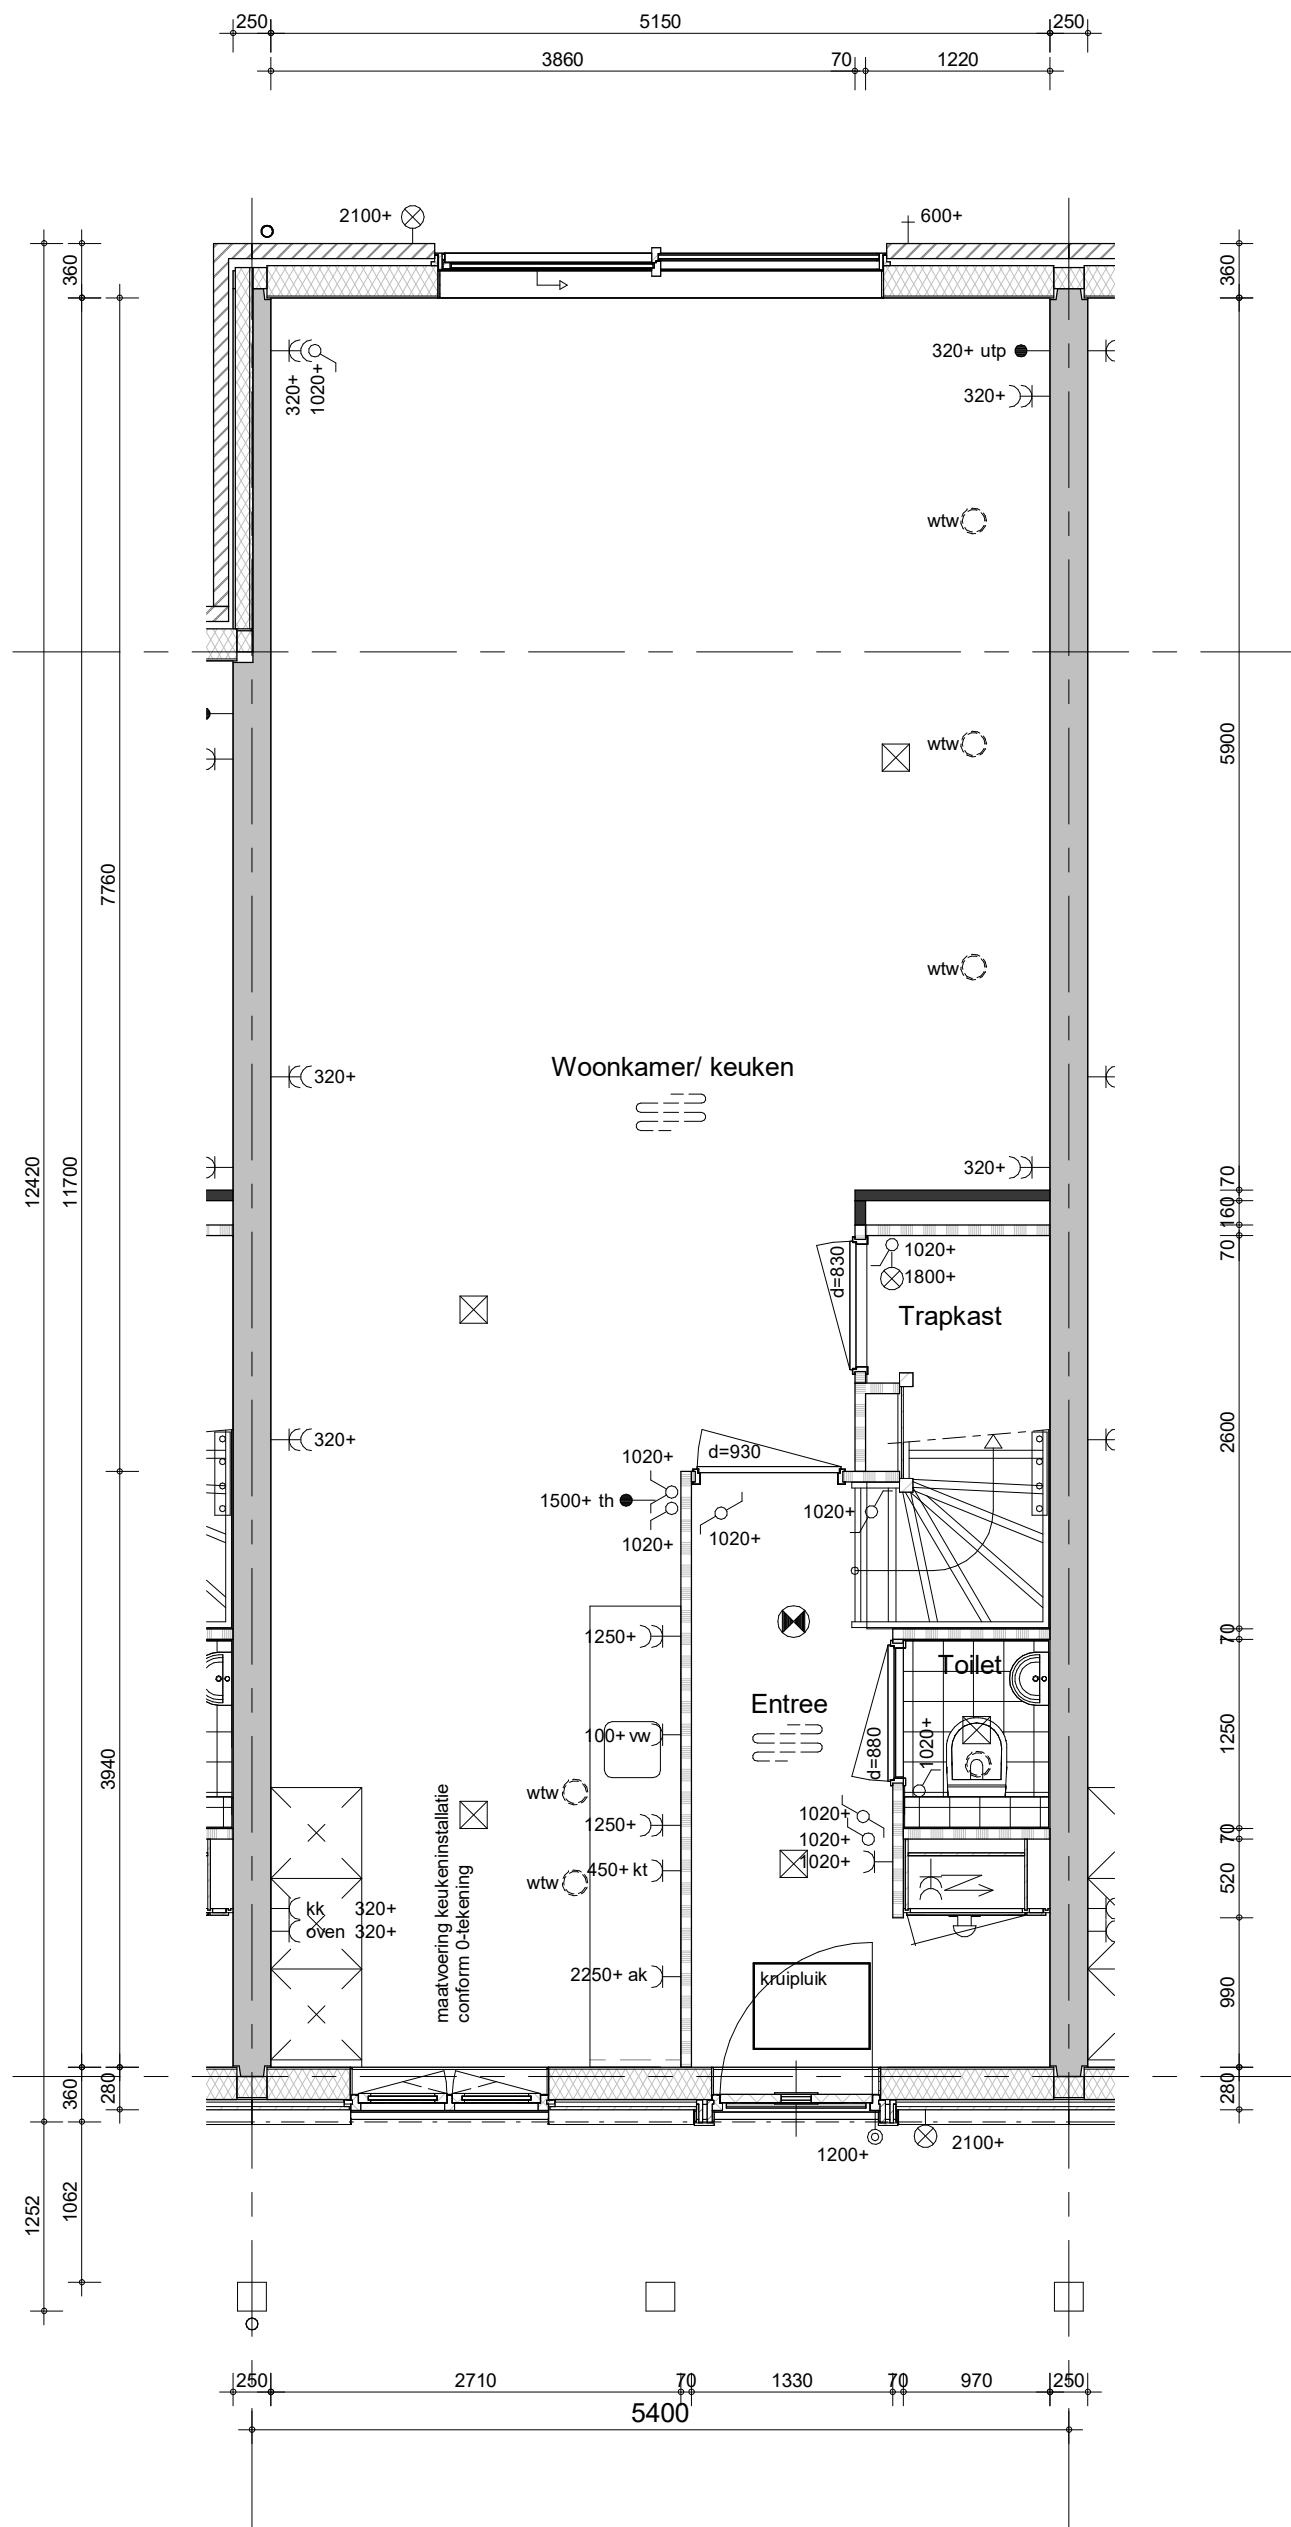 250 5150 250
3860 70 1220
2100+ 600+
360 360
320+ 1020+ 320+ utp
320+
wtw
5900
wtw
7760
wtw
Woonkamer/ keuken
320+
12420 11700 320+ 70
160
70
d=830 1020+
1800+
Trapkast
2600
320+ 1020+ d=930
1500+ th 1020+
1020+ 1020+
1250+ 70
Toilet
Entree
100+ vw d=880 1020+ 1250
3940
wtw
maatvoering keukeninstallatie
conform 0-tekening
1250+ 1020+
1020+ 70
450+ kt 1020+
wtw 520
kk 320+
oven 320+
2250+ ak kruipluik 990
360 280 280
1200+ 2100+
1252 1062
250 2710 70 1330 70 970 250
5400